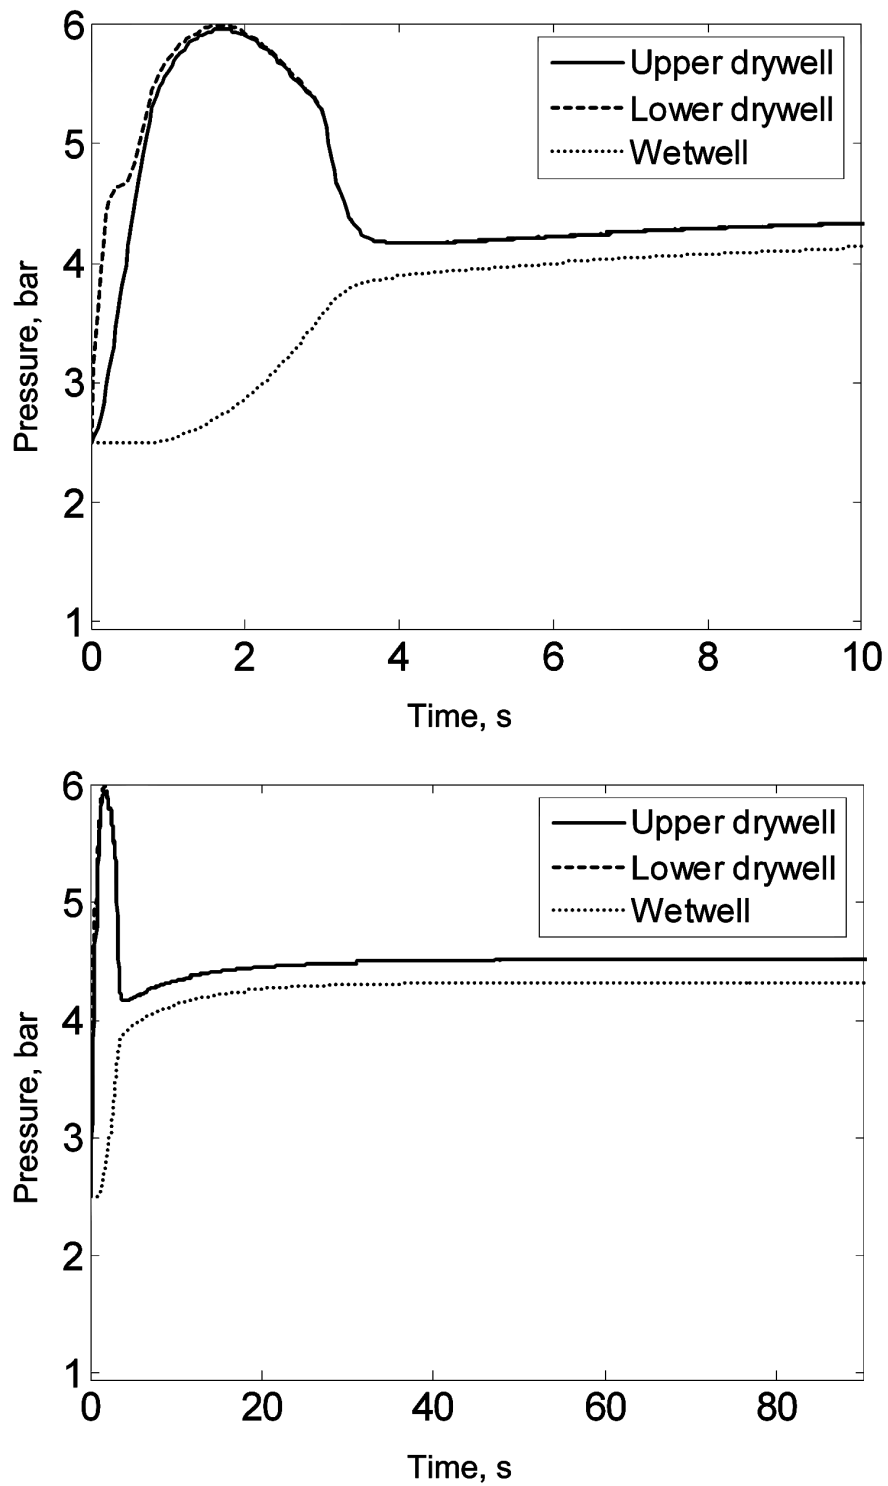 6
5
4
3
2
1
Pressure, bar
Upper drywell
Lower drywell
Wetwell
0 2 4 6 8 10
Time, s
6
5
4
3
2
1
Pressure, bar
Upper drywell
Lower drywell
Wetwell
0 20 40 60 80
Time, s